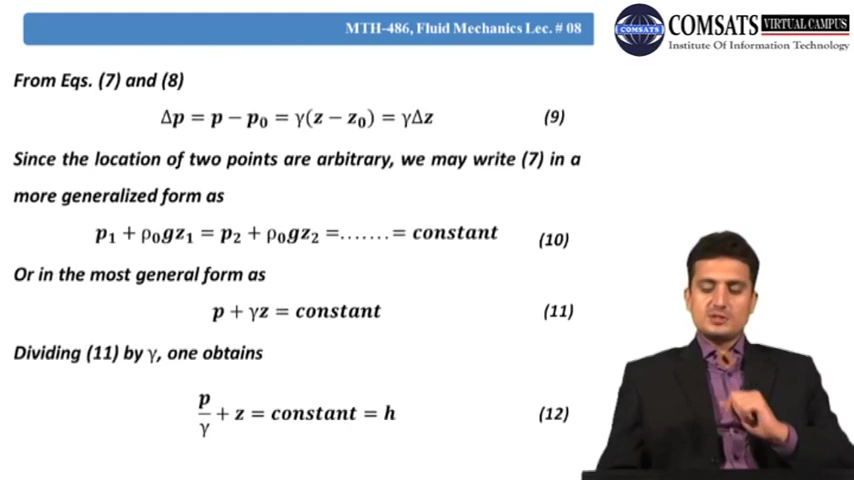 MTH-486, Fluid Mechanics Lec. # 08
COMSATS
COMSATS VIRTUAL CAMPUS
Institute Of Information Technology
From Eqs. (7) and (8)
Δp = p − p₀ = γ(z − z₀) = γΔz (9)
Since the location of two points are arbitrary, we may write (7) in a
more generalized form as
p₁ + ρ₀gz₁ = p₂ + ρ₀gz₂ =....... = constant (10)
Or in the most general form as
p + γz = constant (11)
Dividing (11) by γ, one obtains
p/γ + z = constant = h (12)